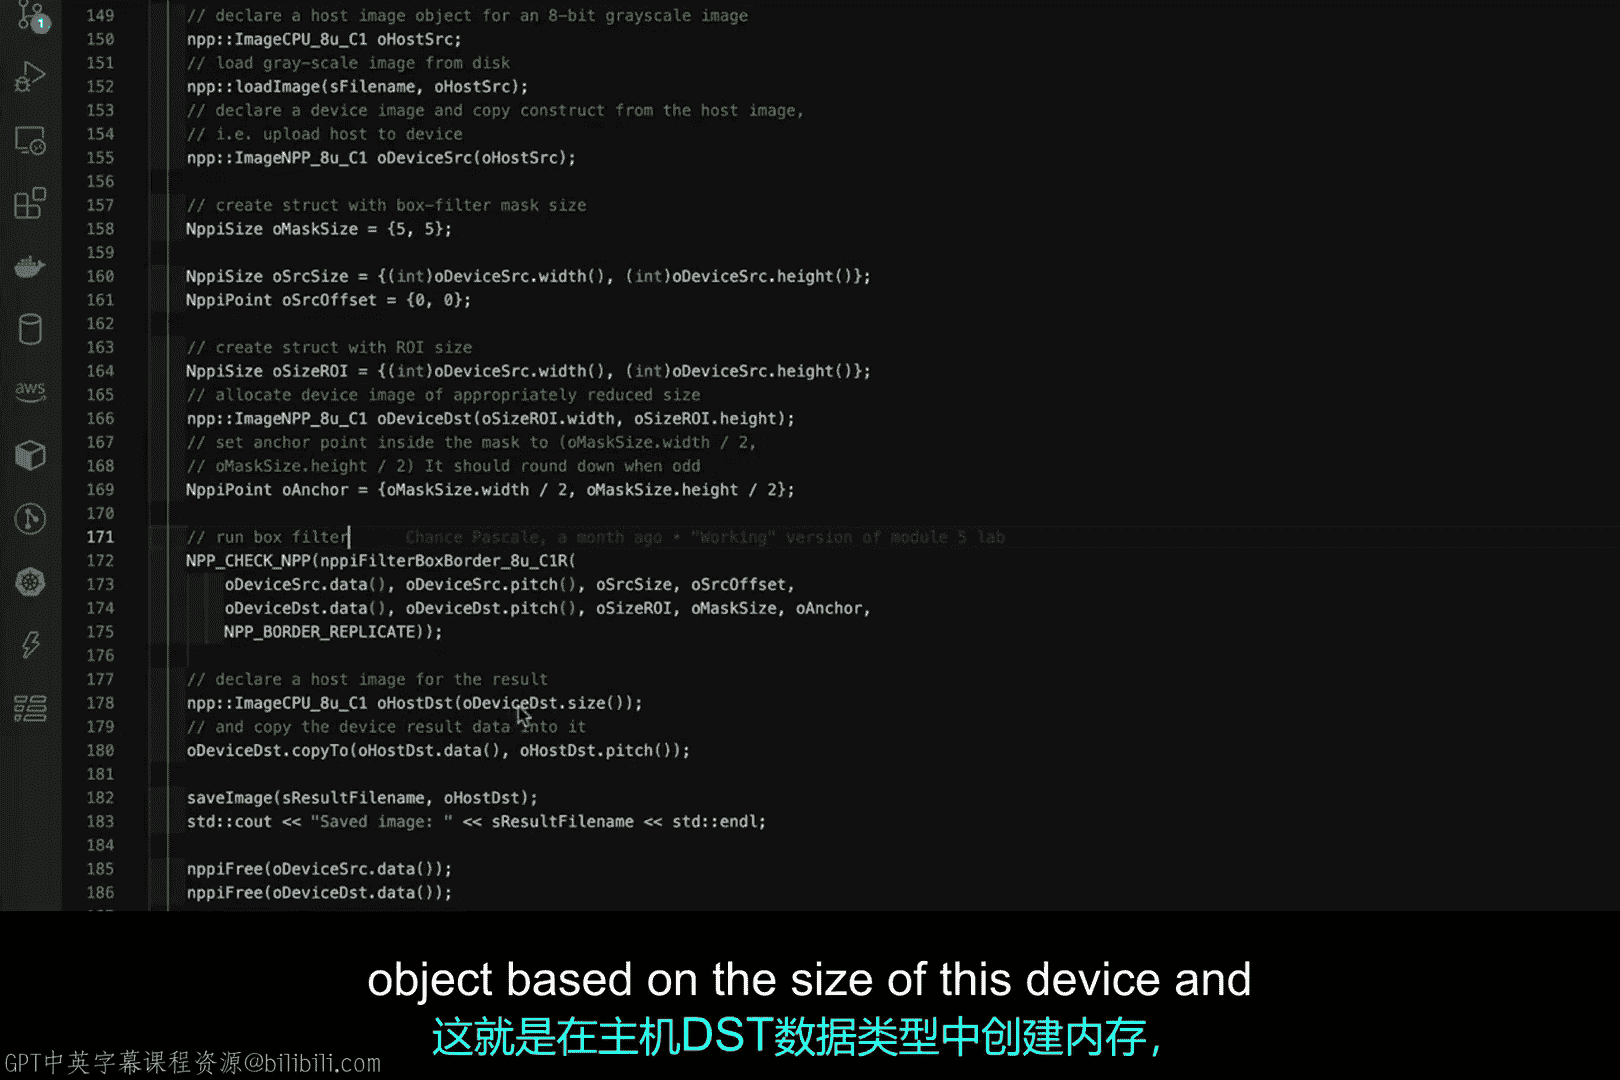 1
aws
149 // declare a host image object for an 8-bit grayscale image
150 npp::ImageCPU_8u_C1 oHostSrc;
151 // load gray-scale image from disk
152 npp::loadImage(sFilename, oHostSrc);
153 // declare a device image and copy construct from the host image,
154 // i.e. upload host to device
155 npp::ImageNPP_8u_C1 oDeviceSrc(oHostSrc);
156
157 // create struct with box-filter mask size
158 NppiSize oMaskSize = {5, 5};
159
160 NppiSize oSrcSize = {(int)oDeviceSrc.width(), (int)oDeviceSrc.height()};
161 NppiPoint oSrcOffset = {0, 0};
162
163 // create struct with ROI size
164 NppiSize oSizeROI = {(int)oDeviceSrc.width(), (int)oDeviceSrc.height()};
165 // allocate device image of appropriately reduced size
166 npp::ImageNPP_8u_C1 oDeviceDst(oSizeROI.width, oSizeROI.height);
167 // set anchor point inside the mask to (oMaskSize.width / 2,
168 // oMaskSize.height / 2) It should round down when odd
169 NppiPoint oAnchor = {oMaskSize.width / 2, oMaskSize.height / 2};
170
171 // run box filter Chance Pascale, a month ago • "Working" version of module 5 lab
172 NPP_CHECK_NPP(nppiFilterBoxBorder_8u_C1R(
173 oDeviceSrc.data(), oDeviceSrc.pitch(), oSrcSize, oSrcOffset,
174 oDeviceDst.data(), oDeviceDst.pitch(), oSizeROI, oMaskSize, oAnchor,
175 NPP_BORDER_REPLICATE));
176
177 // declare a host image for the result
178 npp::ImageCPU_8u_C1 oHostDst(oDeviceDst.size());
179 // and copy the device result data into it
180 oDeviceDst.copyTo(oHostDst.data(), oHostDst.pitch());
181
182 saveImage(sResultFilename, oHostDst);
183 std::cout << "Saved image: " << sResultFilename << std::endl;
184
185 nppiFree(oDeviceSrc.data());
186 nppiFree(oDeviceDst.data());
object based on the size of this device and
这就是在主机DST数据类型中创建内存，
GPT中英字幕课程资源@bilibili.com